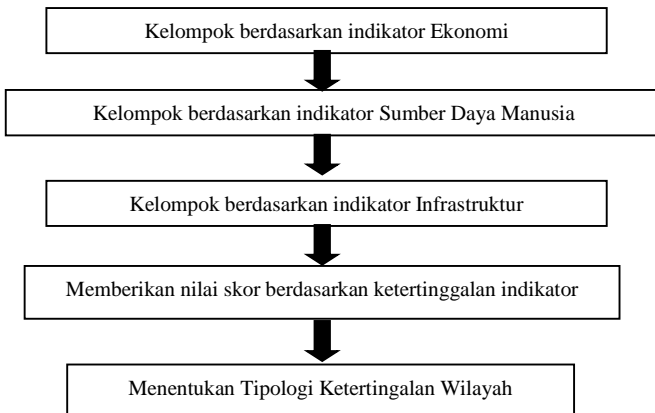 Kelompok berdasarkan indikator Ekonomi
Kelompok berdasarkan indikator Sumber Daya Manusia
Kelompok berdasarkan indikator Infrastruktur
Memberikan nilai skor berdasarkan ketertinggalan indikator
Menentukan Tipologi Ketertingalan Wilayah